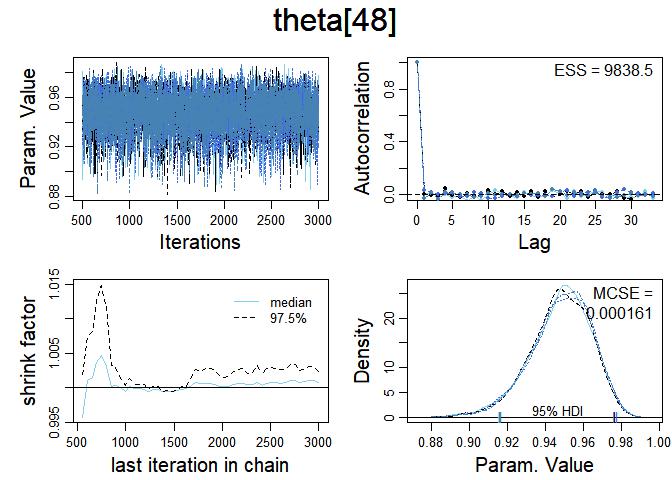 theta[48]
Param. Value
0.88 0.92 0.96
500 1000 1500 2000 2500 3000
Iterations
Autocorrelation
0.0 0.4 0.8
ESS = 9838.5
0 5 10 15 20 25 30
Lag
shrink factor
0.995 1.005 1.015
median
97.5%
500 1000 1500 2000 2500 3000
last iteration in chain
Density
0 5 10 20
MCSE =
0.000161
95% HDI
0.88 0.90 0.92 0.94 0.96 0.98 1.00
Param. Value